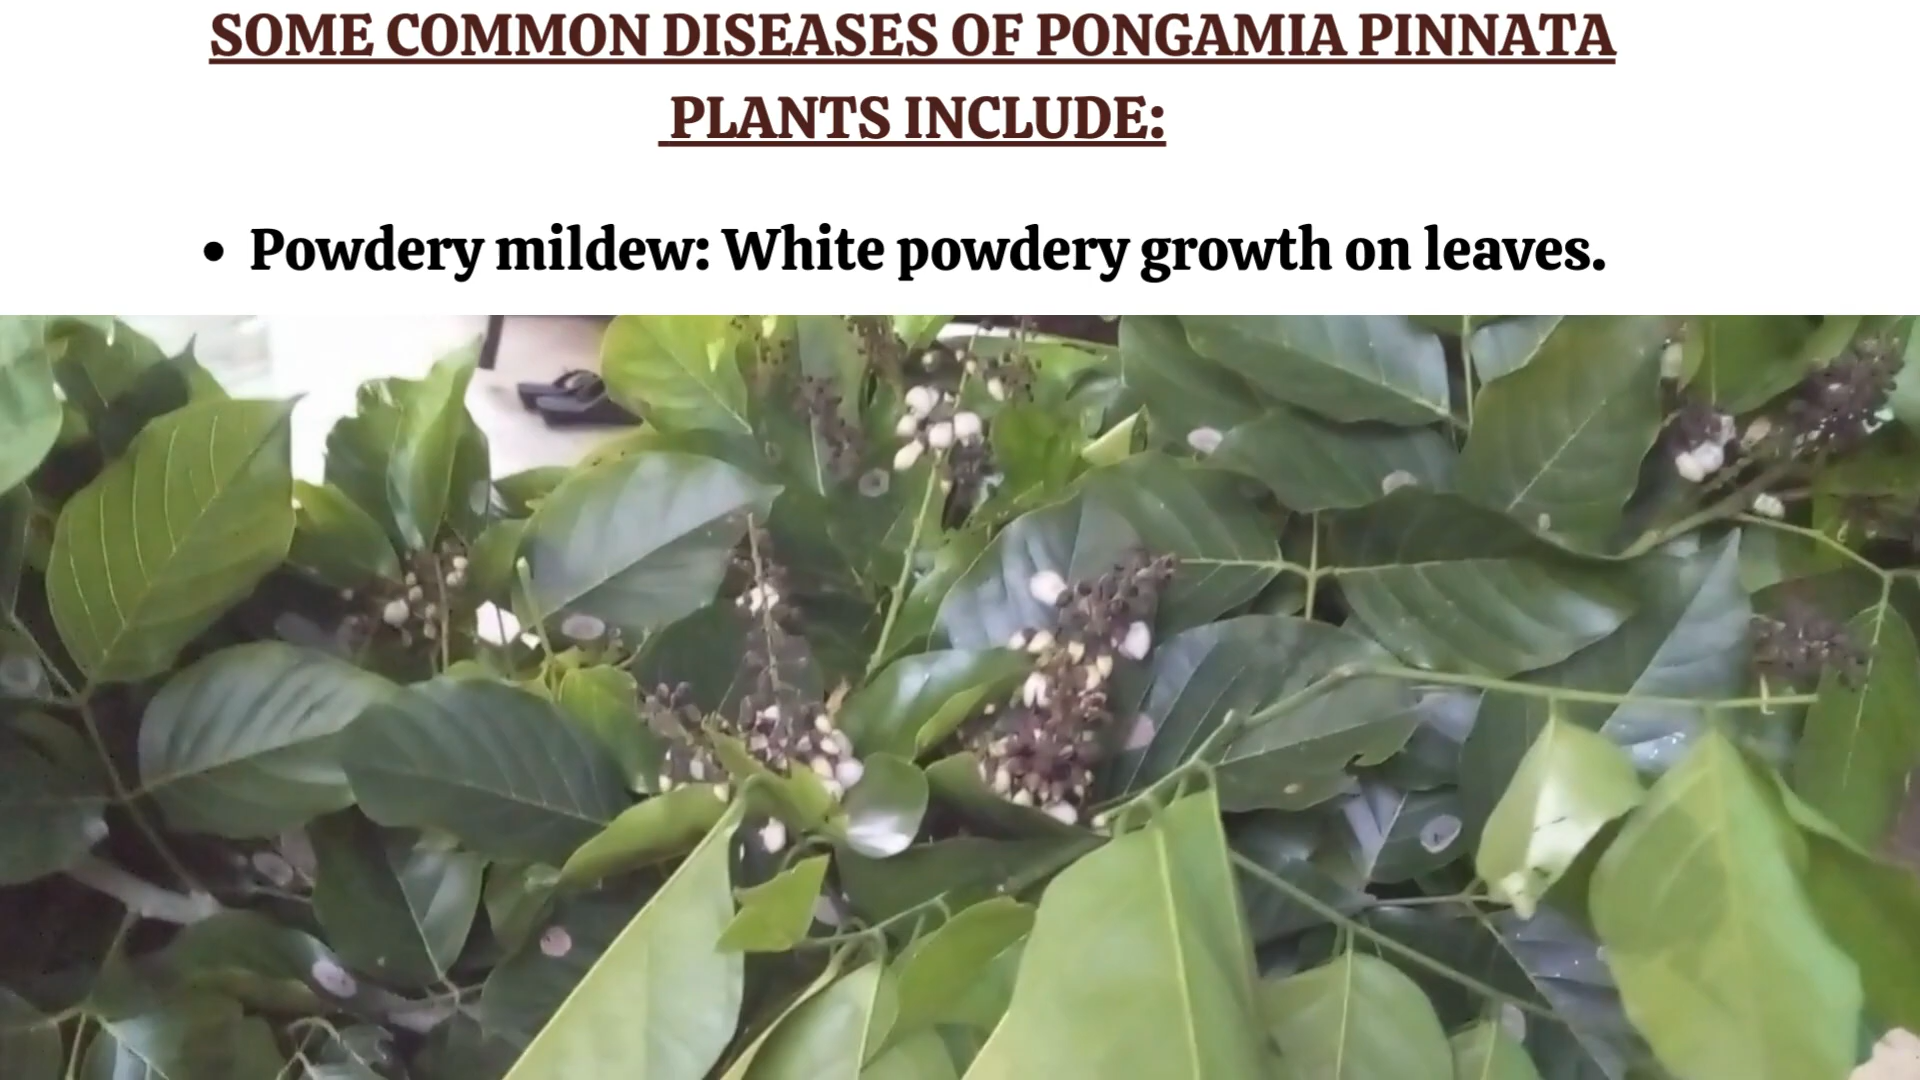 SOME COMMON DISEASES OF PONGAMIA PINNATA
PLANTS INCLUDE:
• Powdery mildew: White powdery growth on leaves.